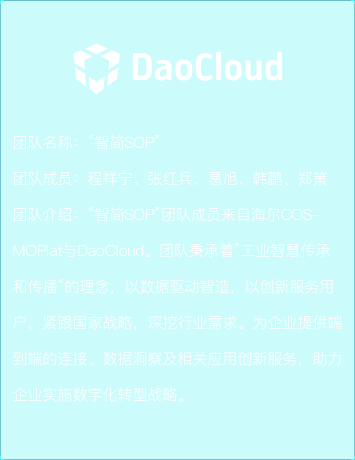 DaoCloud
团队名称：“智简SOP”
团队成员：程祥宁、张红兵、葛旭、韩鹏、郑策
团队介绍：“智简SOP”团队成员来自海尔COS-
MOPlat与DaoCloud。团队秉承着“工业智慧传承
和传播”的理念，以数据驱动智造，以创新服务用
户，紧跟国家战略，深挖行业需求。为企业提供端
到端的连接、数据洞察及相关应用创新服务，助力
企业实施数字化转型战略。